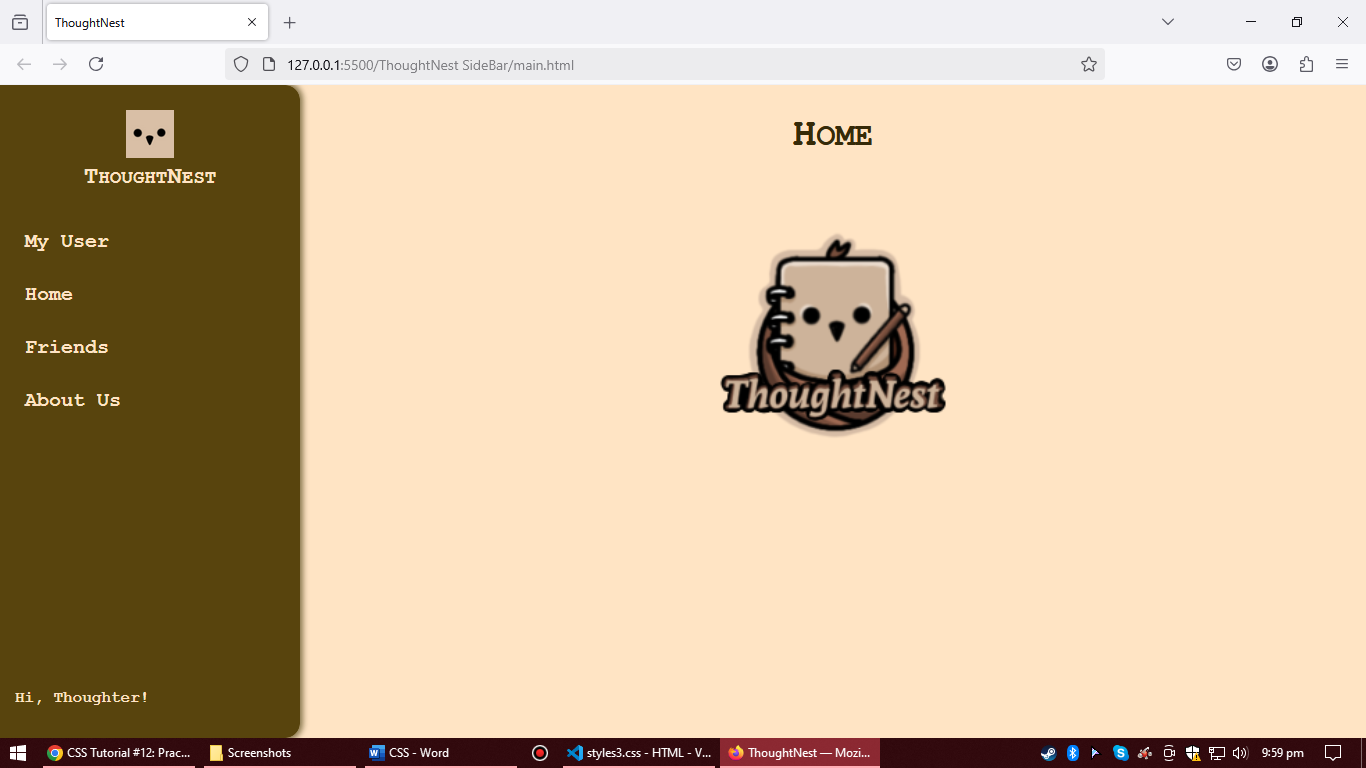 ThoughtNest
127.0.0.1:5500/ThoughtNest SideBar/main.html
ThoughtNest
My User
Home
Friends
About Us
Hi, Thoughter!
Home
ThoughtNest
CSS Tutorial #12: Prac...
Screenshots
CSS - Word
styles3.css - HTML - V...
ThoughtNest — Mozi...
9:59 pm